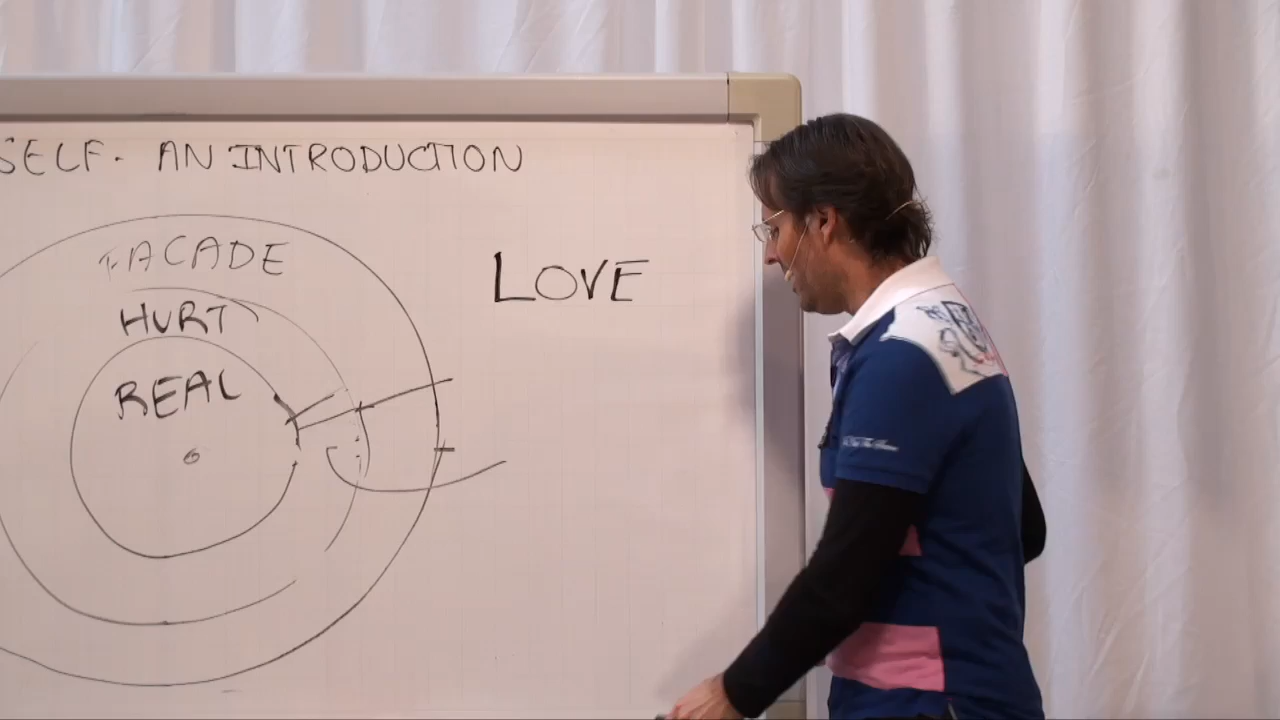 SELF - AN INTRODUCTION
FACADE
LOVE
HURT
REAL